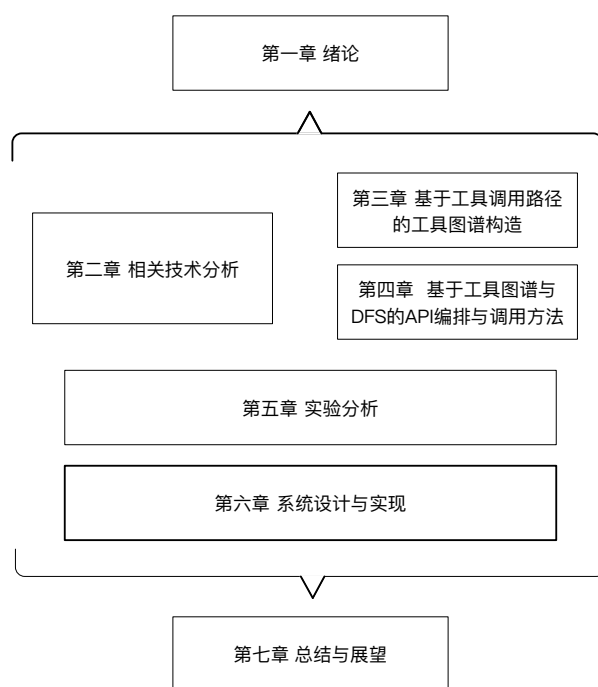 第一章 绪论
第二章 相关技术分析
第三章 基于工具调用路径
的工具图谱构造
第四章 基于工具图谱与
DFS的API编排与调用方法
第五章 实验分析
第六章 系统设计与实现
第七章 总结与展望